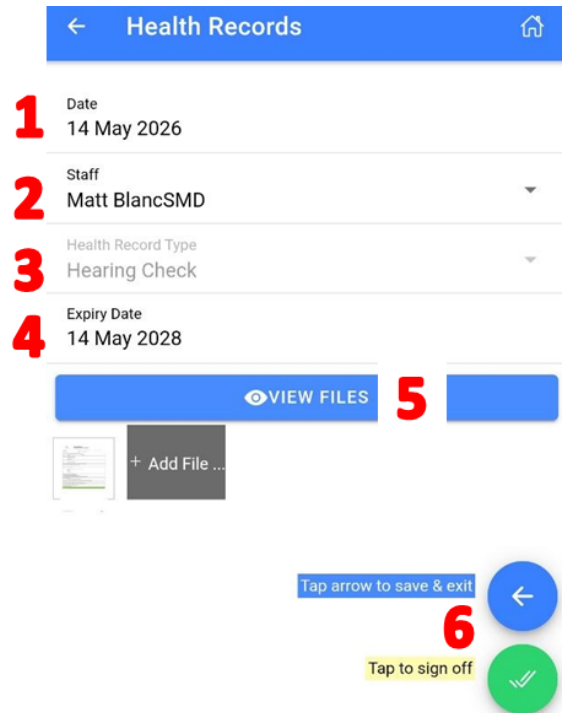 Health Records
1
Date
14 May 2026
2
Staff
Matt BlancSMD
3
Health Record Type
Hearing Check
4
Expiry Date
14 May 2028
VIEW FILES
5
+ Add File ...
Tap arrow to save & exit
6
Tap to sign off